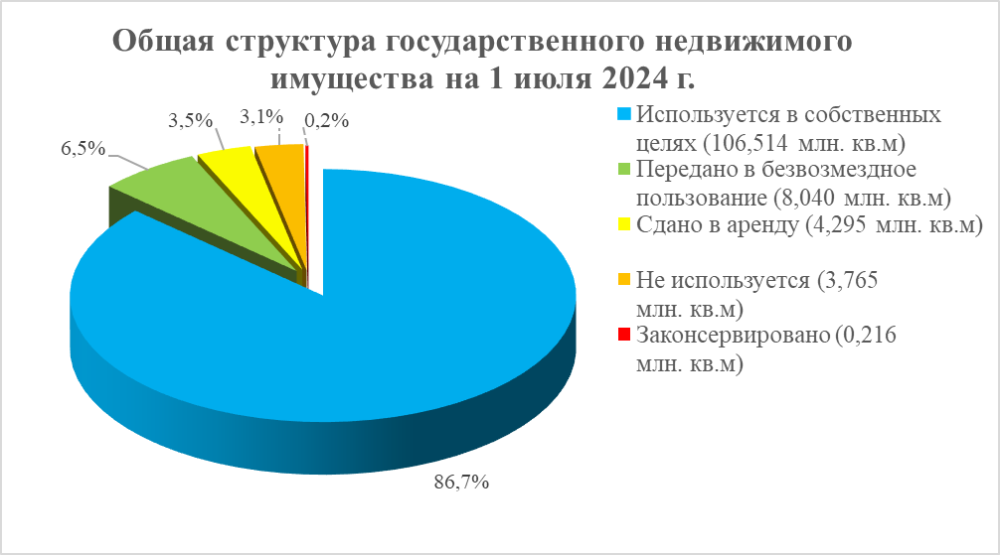 Общая структура государственного недвижимого
имущества на 1 июля 2024 г.
6,5%
3,5%
3,1%
0,2%
86,7%
Используется в собственных
целях (106,514 млн. кв.м)
Передано в безвозмездное
пользование (8,040 млн. кв.м)
Сдано в аренду (4,295 млн. кв.м)
Не используется (3,765
млн. кв.м)
Законсервировано (0,216
млн. кв.м)